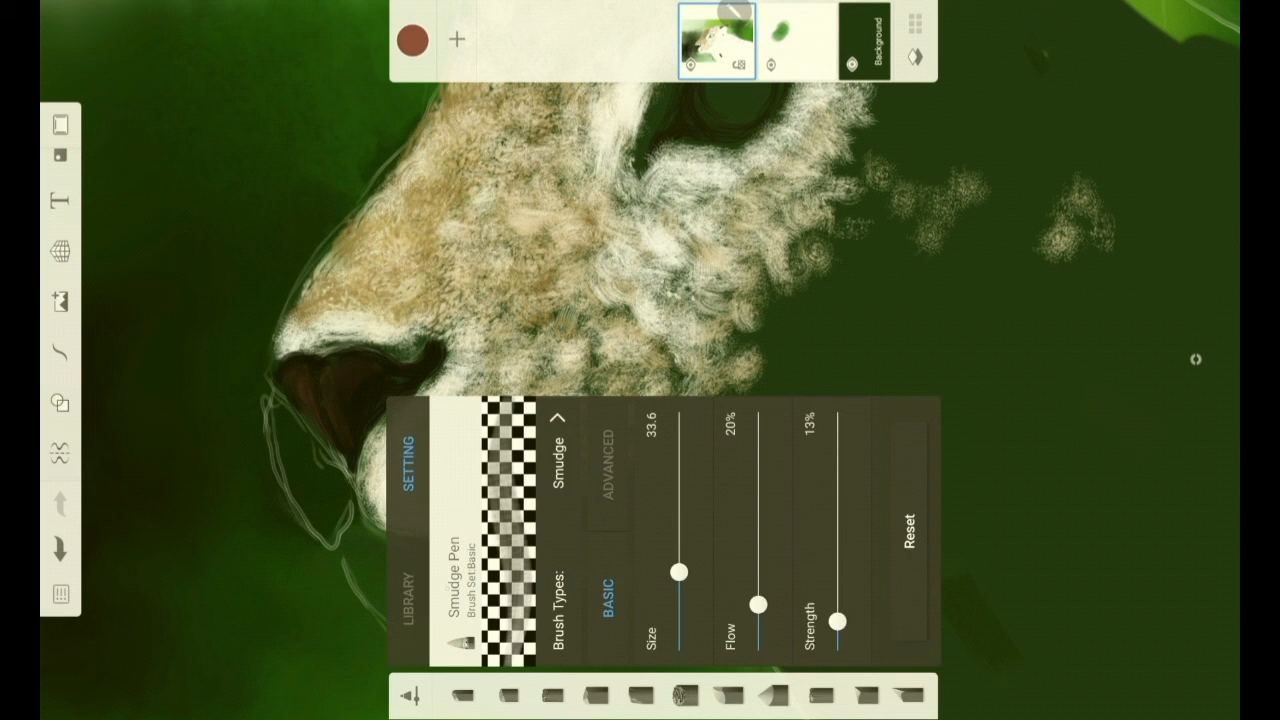 LIBRARY
SETTING
Smudge Pen
Brush Set:Basic
Brush Types:
Smudge
BASIC
ADVANCED
Size
33.6
Flow
20%
Strength
13%
Reset
Background
T